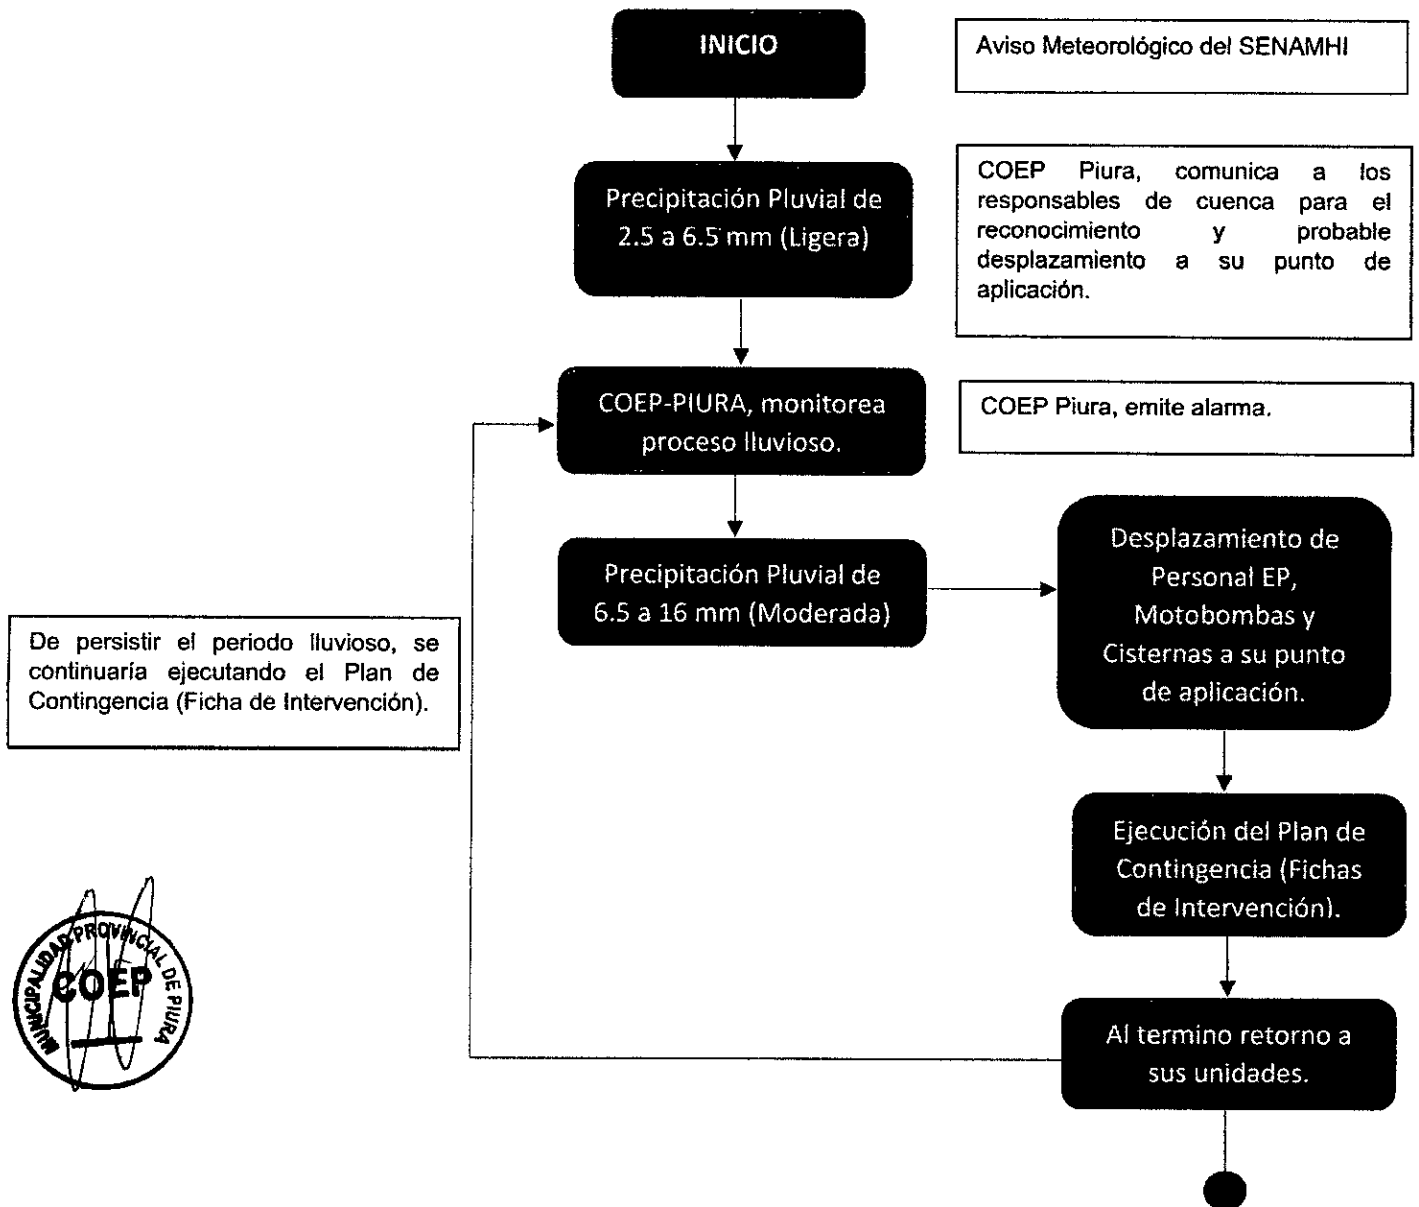 INICIO
Aviso Meteorológico del SENAMHI
Precipitación Pluvial de
2.5 a 6.5 mm (Ligera)
COEP Piura, comunica a los
responsables de cuenca para el
reconocimiento y probable
desplazamiento a su punto de
aplicación.
COEP-PIURA, monitorea
proceso lluvioso.
COEP Piura, emite alarma.
Precipitación Pluvial de
6.5 a 16 mm (Moderada)
Desplazamiento de
Personal EP,
Motobombas y
Cisternas a su punto
de aplicación.
De persistir el periodo lluvioso, se
continuaría ejecutando el Plan de
Contingencia (Ficha de Intervención).
Ejecución del Plan de
Contingencia (Fichas
de Intervención).
Al termino retorno a
sus unidades.
MUNICIPALIDAD PROVINCIAL DE PIURA
COEP